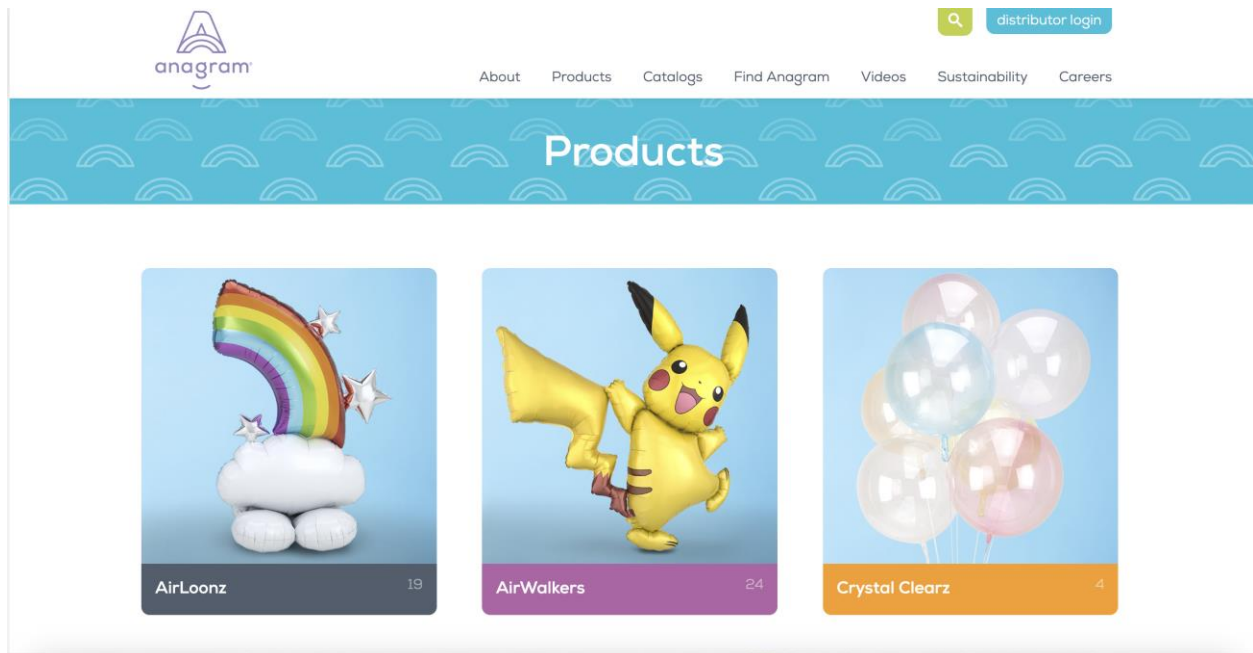 distributor login
anagram
About Products Catalogs Find Anagram Videos Sustainability Careers
Products
AirLoonz 19
AirWalkers 24
Crystal Clearz 4